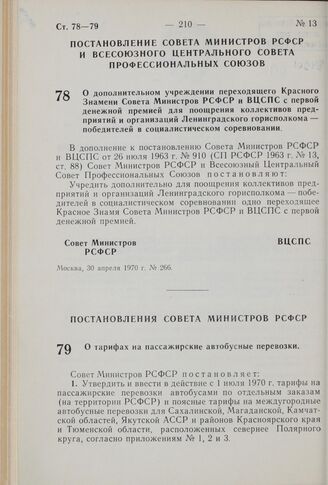 Ст. 78—79
— 210 —
№ 13
ПОСТАНОВЛЕНИЕ СОВЕТА МИНИСТРОВ РСФСР
И ВСЕСОЮЗНОГО ЦЕНТРАЛЬНОГО СОВЕТА
ПРОФЕССИОНАЛЬНЫХ СОЮЗОВ
78
О дополнительном учреждении переходящего Красного
Знамени Совета Министров РСФСР и ВЦСПС с первой
денежной премией для поощрения коллективов пред-
приятий и организаций Ленинградского горисполкома —
победителей в социалистическом соревновании.
В дополнение к постановлению Совета Министров РСФСР
и ВЦСПС от 26 июля 1963 г. № 910 (СП РСФСР 1963 г. № 13,
ст. 88) Совет Министров РСФСР и Всесоюзный Центральный
Совет Профессиональных Союзов постановляют:
Учредить дополнительно для поощрения коллективов пред-
приятий и организаций Ленинградского горисполкома — побе-
дителей в социалистическом соревновании одно переходящее
Красное Знамя Совета Министров РСФСР и ВЦСПС с первой
денежной премией.
Совет Министров
РСФСР
ВЦСПС
Москва, 30 апреля 1970 г. № 266.
ПОСТАНОВЛЕНИЯ СОВЕТА МИНИСТРОВ РСФСР
79
О тарифах на пассажирские автобусные перевозки.
Совет Министров РСФСР постановляет:
1. Утвердить и ввести в действие с 1 июля 1970 г. тарифы на
пассажирские перевозки автобусами по отдельным заказам
(на территории РСФСР) и поясные тарифы на междугородные
автобусные перевозки для Сахалинской, Магаданской, Камчат-
ской областей, Якутской АССР и районов Красноярского края
и Тюменской области, расположенных севернее Полярного
круга, согласно приложениям № 1, 2 и 3.